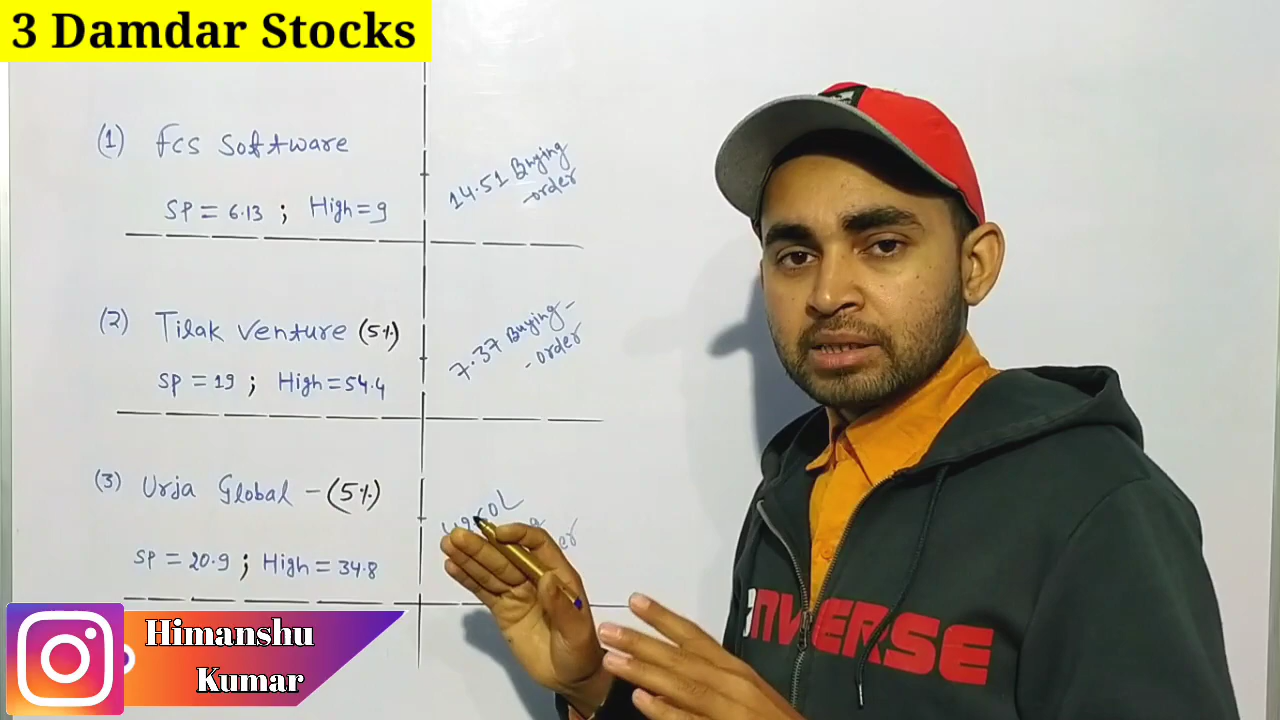 3 Damdar Stocks
(1) fcs Software
SP = 6.13 ; High = 9
14.51 Buying
-order
(2) Tilak Venture (5%)
SP = 19 ; High = 54.4
7.37 Buying -
- order
(3) Urja Global - (5%)
SP = 20.9 ; High = 34.8
Himanshu
Kumar
CONVERSE